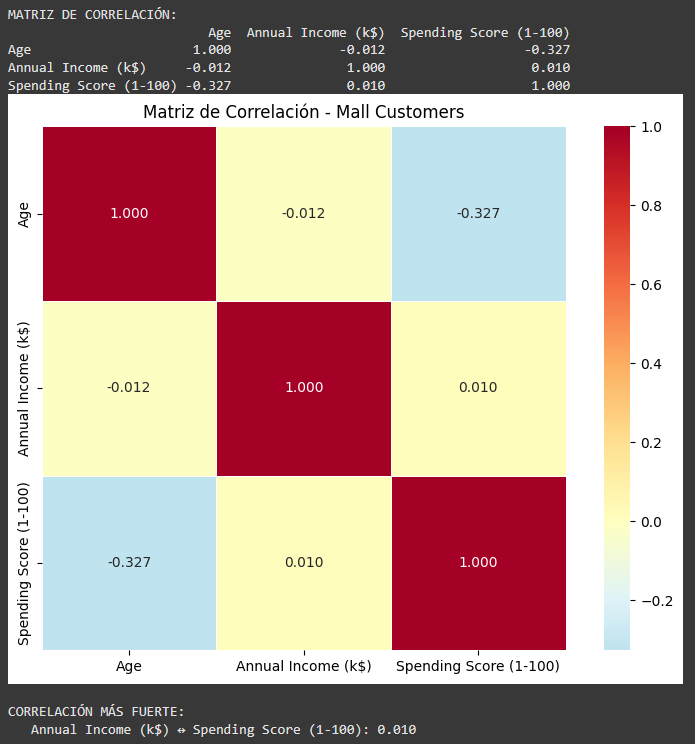 MATRIZ DE CORRELACIÓN:
Age Annual Income (k$) Spending Score (1-100)
Age 1.000 -0.012 -0.327
Annual Income (k$) -0.012 1.000 0.010
Spending Score (1-100) -0.327 0.010 1.000
Matriz de Correlación - Mall Customers
Age
1.000 -0.012 -0.327
Annual Income (k$)
-0.012 1.000 0.010
Spending Score (1-100)
-0.327 0.010 1.000
Age Annual Income (k$) Spending Score (1-100)
1.0
0.8
0.6
0.4
0.2
0.0
−0.2
CORRELACIÓN MÁS FUERTE:
Annual Income (k$) ↔ Spending Score (1-100): 0.010